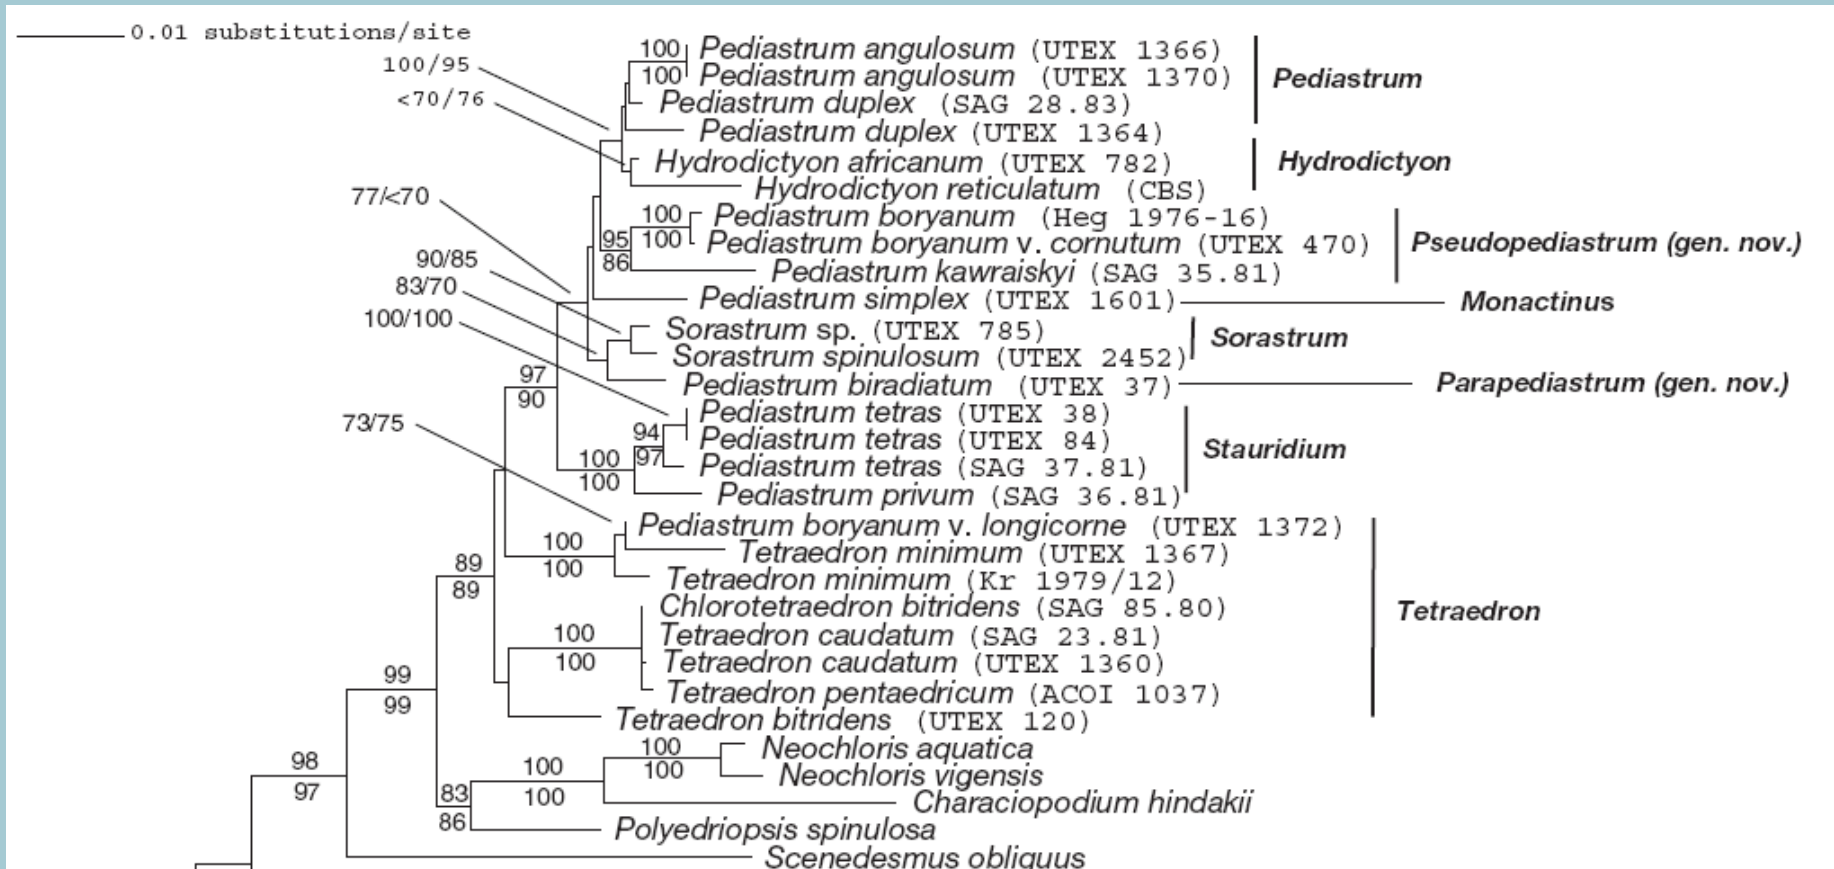 0.01 substitutions/site
100 Pediastrum angulosum (UTEX 1366)
100/95
100 Pediastrum angulosum (UTEX 1370) Pediastrum
<70/76 Pediastrum duplex (SAG 28.83)
Pediastrum duplex (UTEX 1364)
Hydrodictyon africanum (UTEX 782) Hydrodictyon
77/<70 Hydrodictyon reticulatum (CBS)
100 Pediastrum boryanum (Heg 1976-16)
95 100 Pediastrum boryanum v. cornutum (UTEX 470) Pseudopediastrum (gen. nov.)
90/85 86 Pediastrum kawraiskyi (SAG 35.81)
83/70 Pediastrum simplex (UTEX 1601) Monactinus
100/100 Sorastrum sp. (UTEX 785) Sorastrum
Sorastrum spinulosum (UTEX 2452)
97 Pediastrum biradiatum (UTEX 37) Parapediastrum (gen. nov.)
90
73/75 Pediastrum tetras (UTEX 38)
94 Pediastrum tetras (UTEX 84) Stauridium
100 97 Pediastrum tetras (SAG 37.81)
100 Pediastrum privum (SAG 36.81)
Pediastrum boryanum v. longicorne (UTEX 1372)
100 Tetraedron minimum (UTEX 1367)
89 100 Tetraedron minimum (Kr 1979/12)
89 Chlorotetraedron bitridens (SAG 85.80) Tetraedron
100 Tetraedron caudatum (SAG 23.81)
100 Tetraedron caudatum (UTEX 1360)
99 Tetraedron pentaedricum (ACOI 1037)
99 Tetraedron bitridens (UTEX 120)
100 Neochloris aquatica
98 100 100 Neochloris vigensis
97 83 100 Characiopodium hindakii
86 Polyedriopsis spinulosa
Scenedesmus obliquus